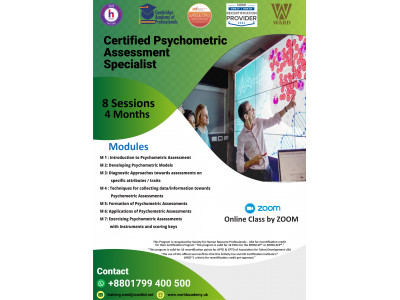 Cambridge
Academy of
Professionals
RECERTIFICATION
PROVIDER
WARD
Certified Psychometric
Assessment
Specialist
8 Sessions
4 Months
Modules
M 1 : Introduction to Psychometric Assessment
M 2: Developing Psychometric Models
M 3: Diagnostic Approaches towards assessments on
specific attributes / traits
M 4 : Techniques for collecting data/information towards
Psychometric Assessments
M 5: Formation of Psychometric Assessments
M 6: Applications of Psychometric Assessments
M 7: Exercising Psychometric Assessments
with Instruments and scoring keys
zoom
Online Class by ZOOM
Contact
+8801799 400 500